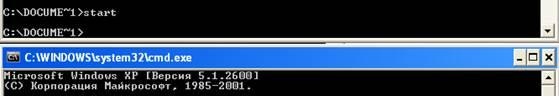 C:\DOCUME~1>start
C:\DOCUME~1>
C:\WINDOWS\system32\cmd.exe
Microsoft Windows XP [Версия 5.1.2600]
(С) Корпорация Майкрософт, 1985-2001.